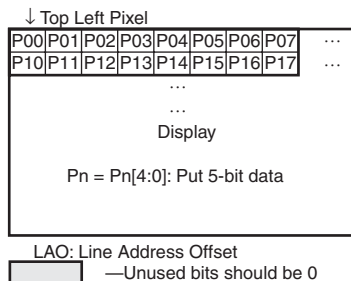 ↓ Top Left Pixel
P00 P01 P02 P03 P04 P05 P06 P07 …
P10 P11 P12 P13 P14 P15 P16 P17 …
…
…
Display
Pn = Pn[4:0]: Put 5-bit data
LAO: Line Address Offset
—Unused bits should be 0